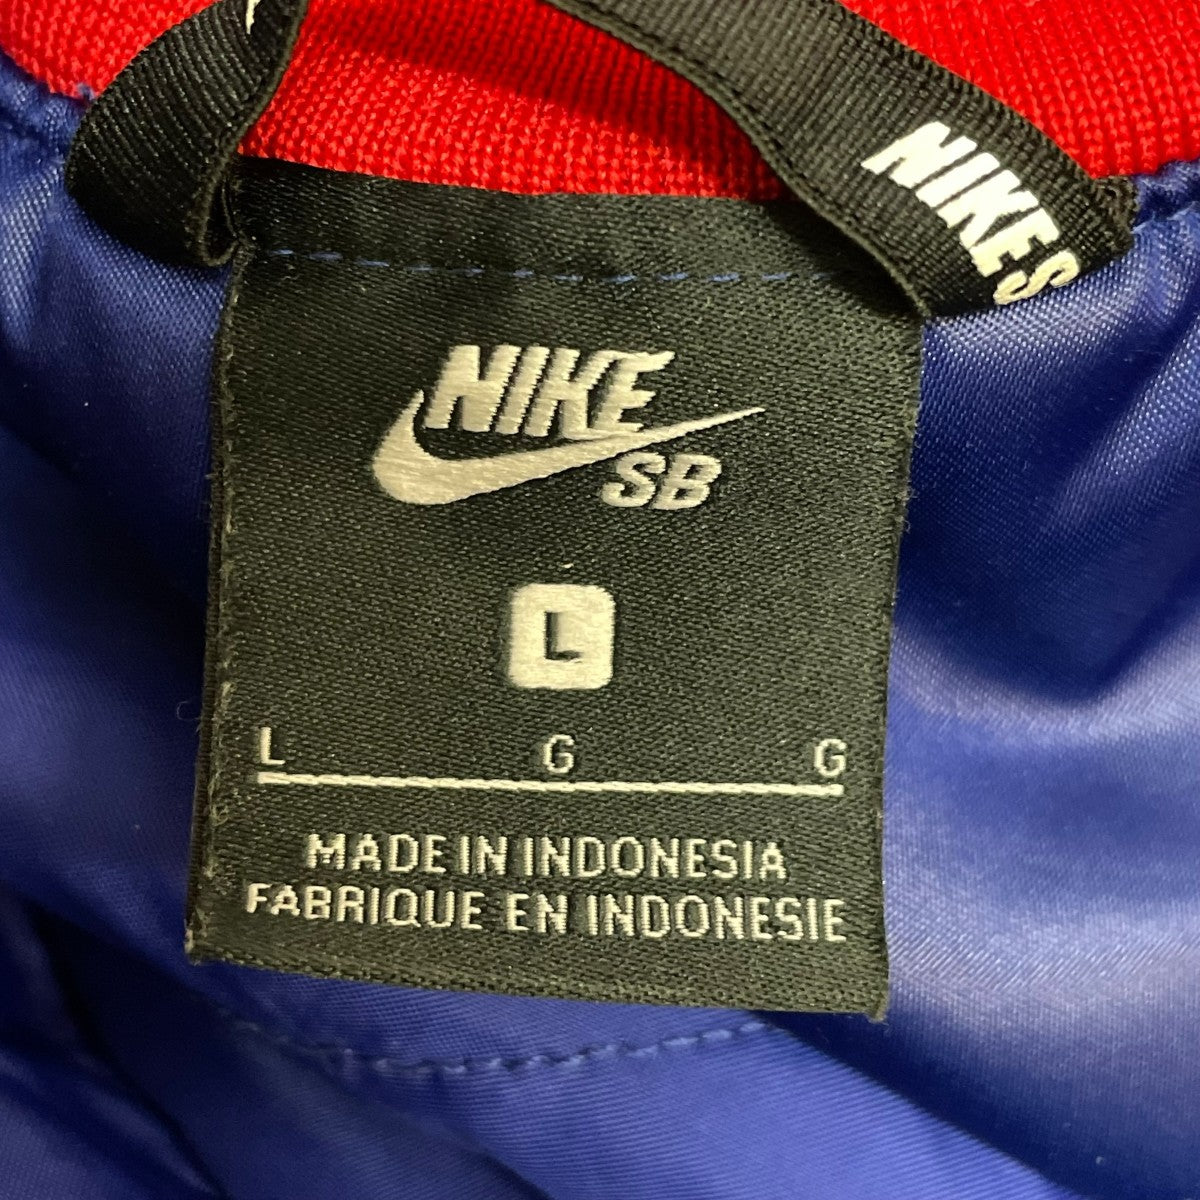 NIKE S
NIKE
SB
L
L G G
MADE IN INDONESIA
FABRIQUE EN INDONESIE